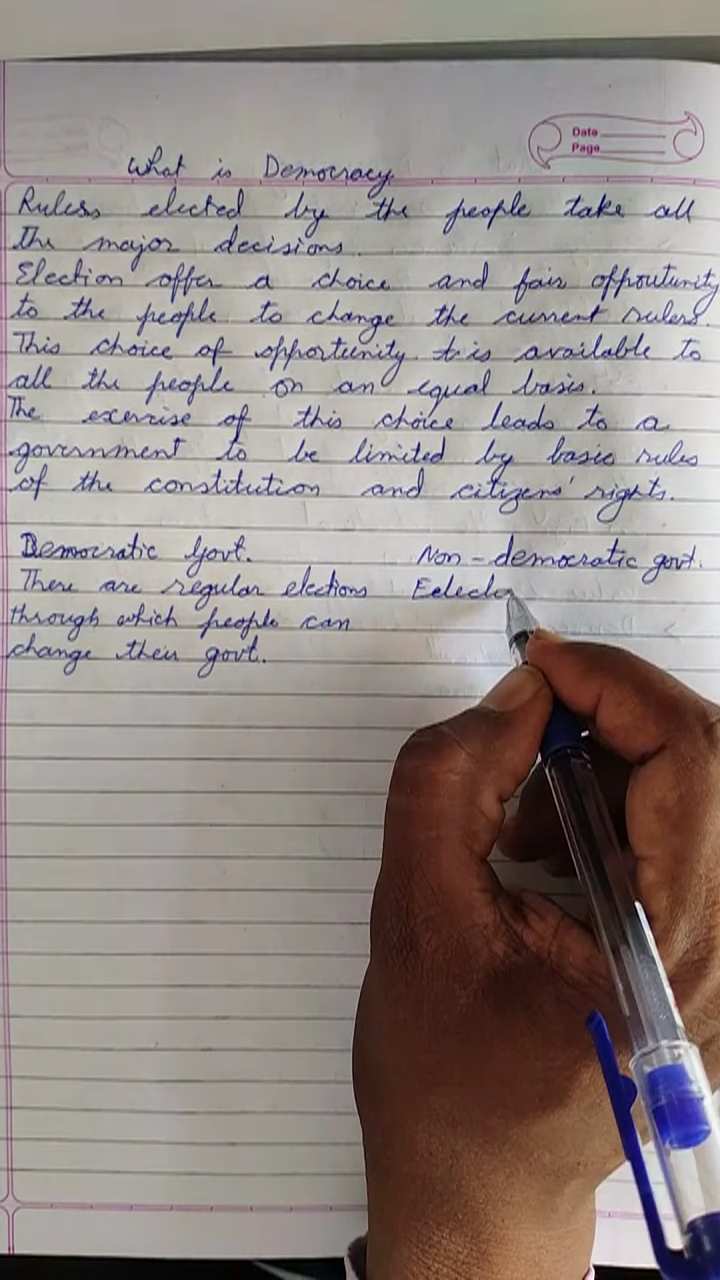 Date
Page
What is Democracy
Rulers elected by the people take all
the major decisions.
Election offer a choice and fair opportunity
to the people to change the current rulers.
This choice of opportunity is available to
all the people on an equal basis.
The exercise of this choice leads to a
government to be limited by basic rules
of the constitution and citizens' rights.
Democratic Govt. Non-democratic govt.
There are regular elections Eelecto
through which people can
change their govt.